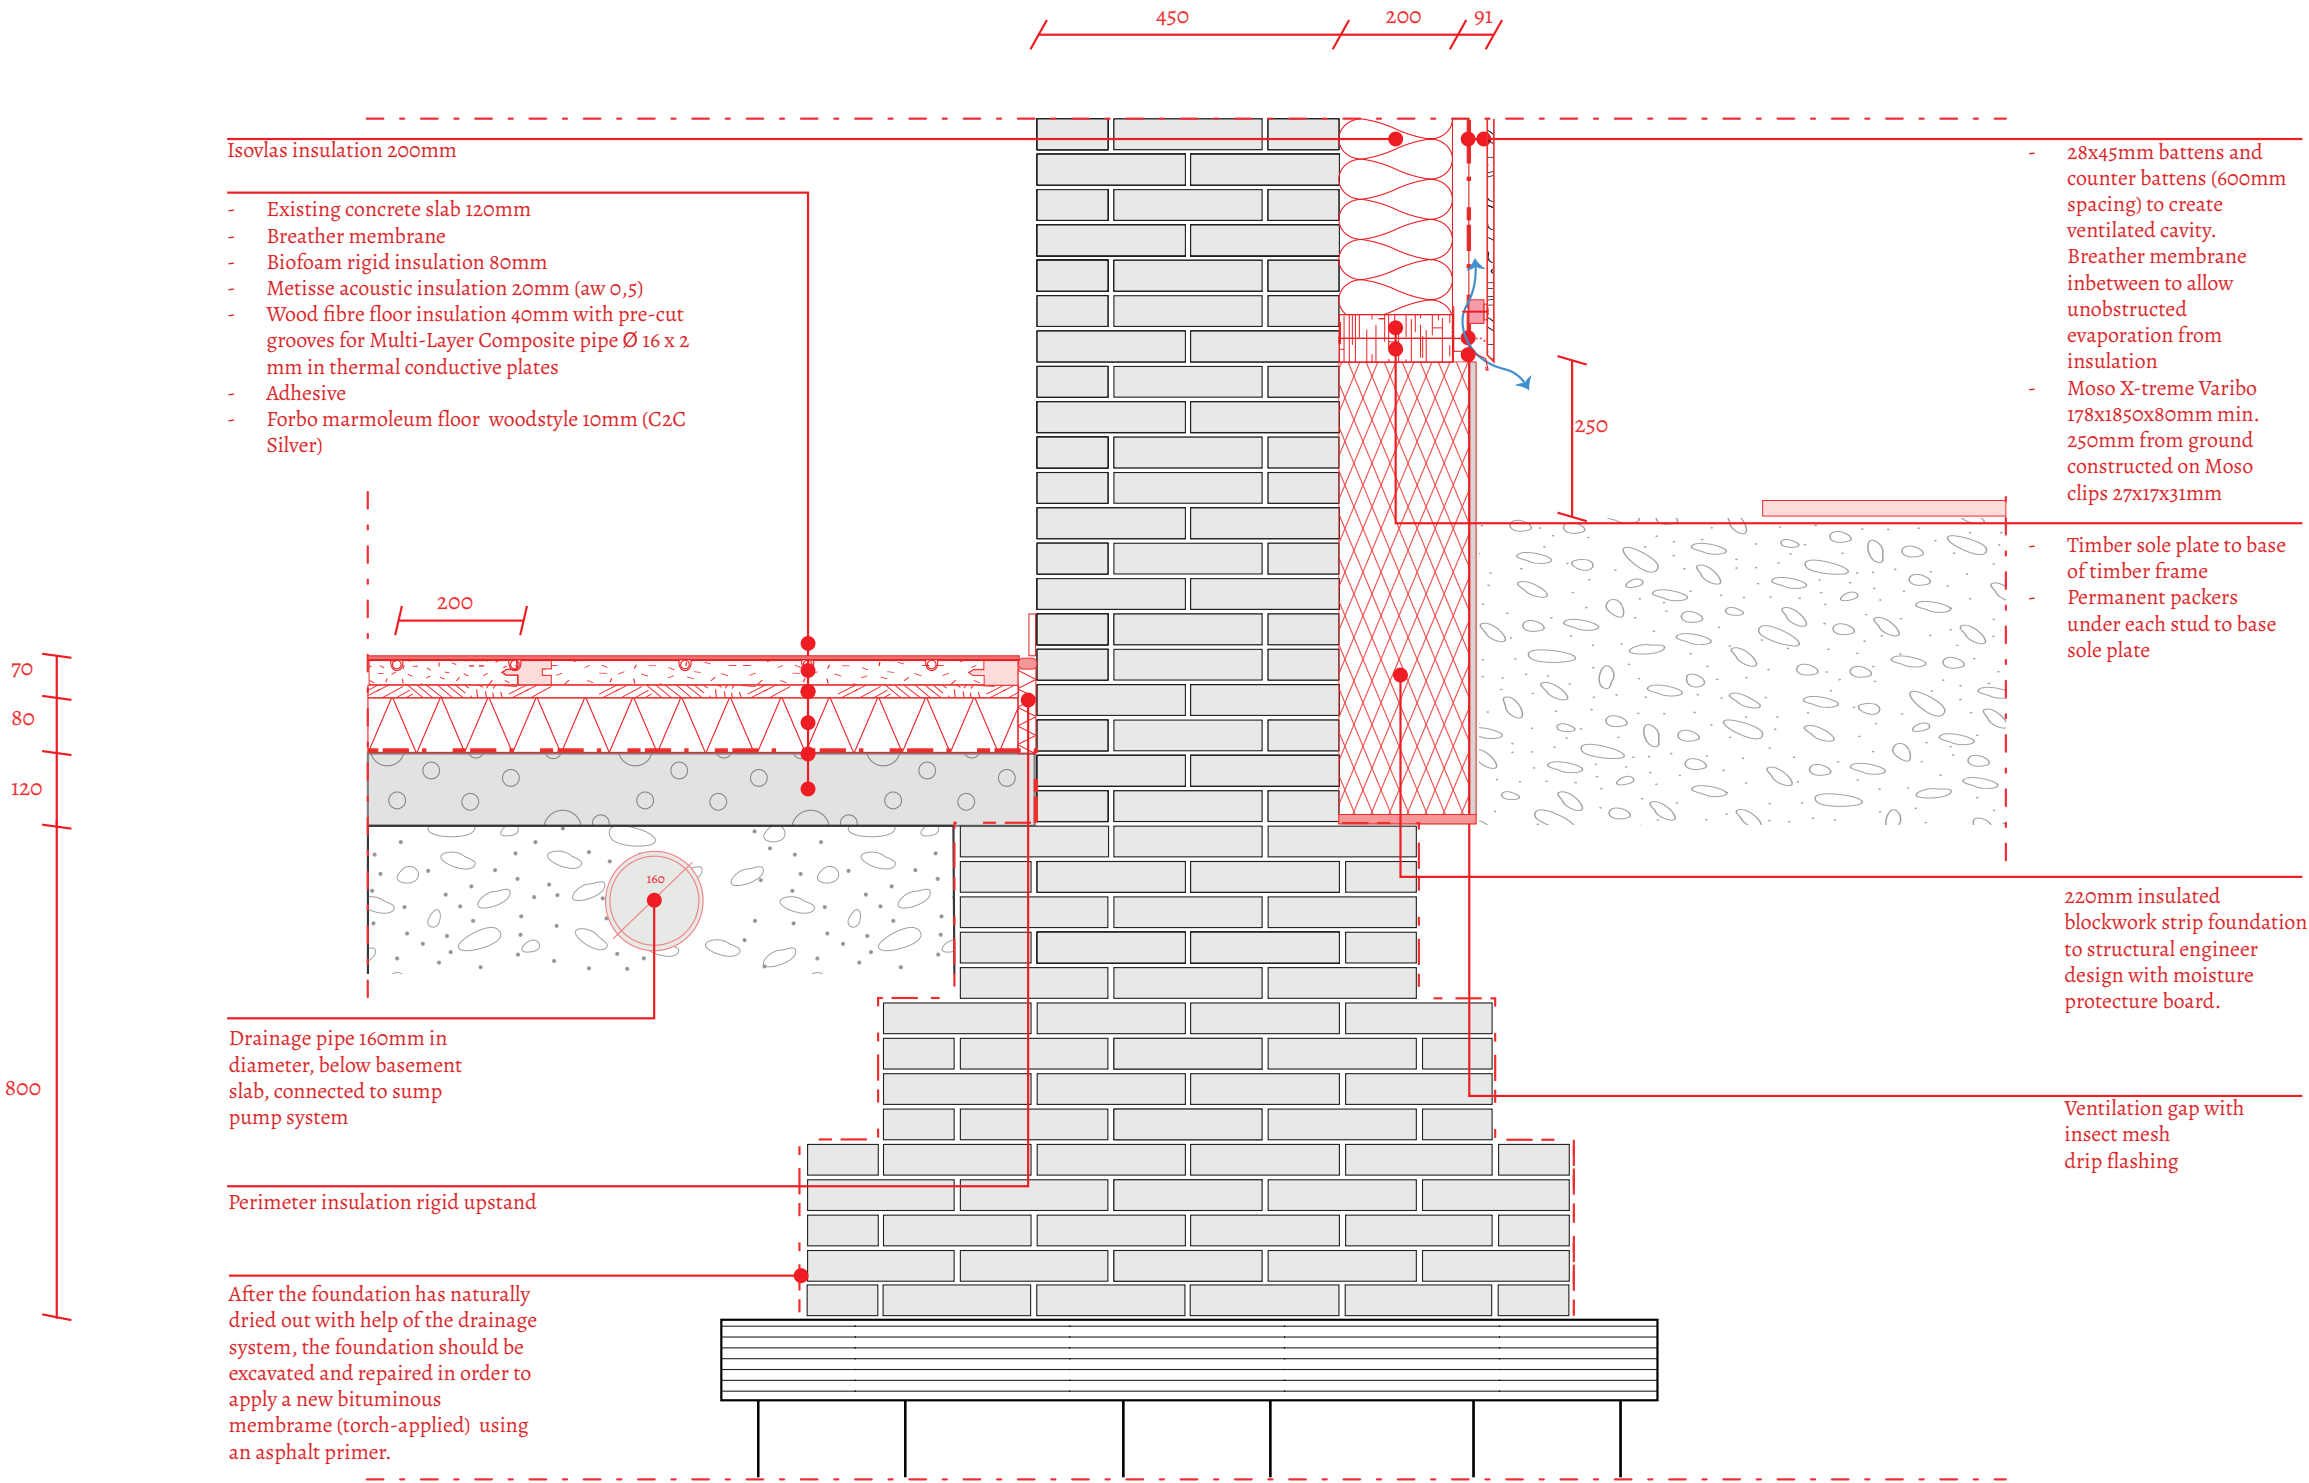 450
200
91
Isovlas insulation 200mm
- Existing concrete slab 120mm
- Breather membrane
- Biofoam rigid insulation 80mm
- Metisse acoustic insulation 20mm (aw 0,5)
- Wood fibre floor insulation 40mm with pre-cut
grooves for Multi-Layer Composite pipe Ø 16 x 2
mm in thermal conductive plates
- Adhesive
- Forbo marmoleum floor woodstyle 10mm (C2C
Silver)
- 28x45mm battens and
counter battens (600mm
spacing) to create
ventilated cavity.
Breather membrane
inbetween to allow
unobstructed
evaporation from
insulation
- Moso X-treme Varibo
178x1850x80mm min.
250mm from ground
constructed on Moso
clips 27x17x31mm
250
- Timber sole plate to base
of timber frame
- Permanent packers
under each stud to base
sole plate
200
70
80
120
800
160
220mm insulated
blockwork strip foundation
to structural engineer
design with moisture
protecture board.
Drainage pipe 160mm in
diameter, below basement
slab, connected to sump
pump system
Ventilation gap with
insect mesh
drip flashing
Perimeter insulation rigid upstand
After the foundation has naturally
dried out with help of the drainage
system, the foundation should be
excavated and repaired in order to
apply a new bituminous
membrame (torch-applied) using
an asphalt primer.